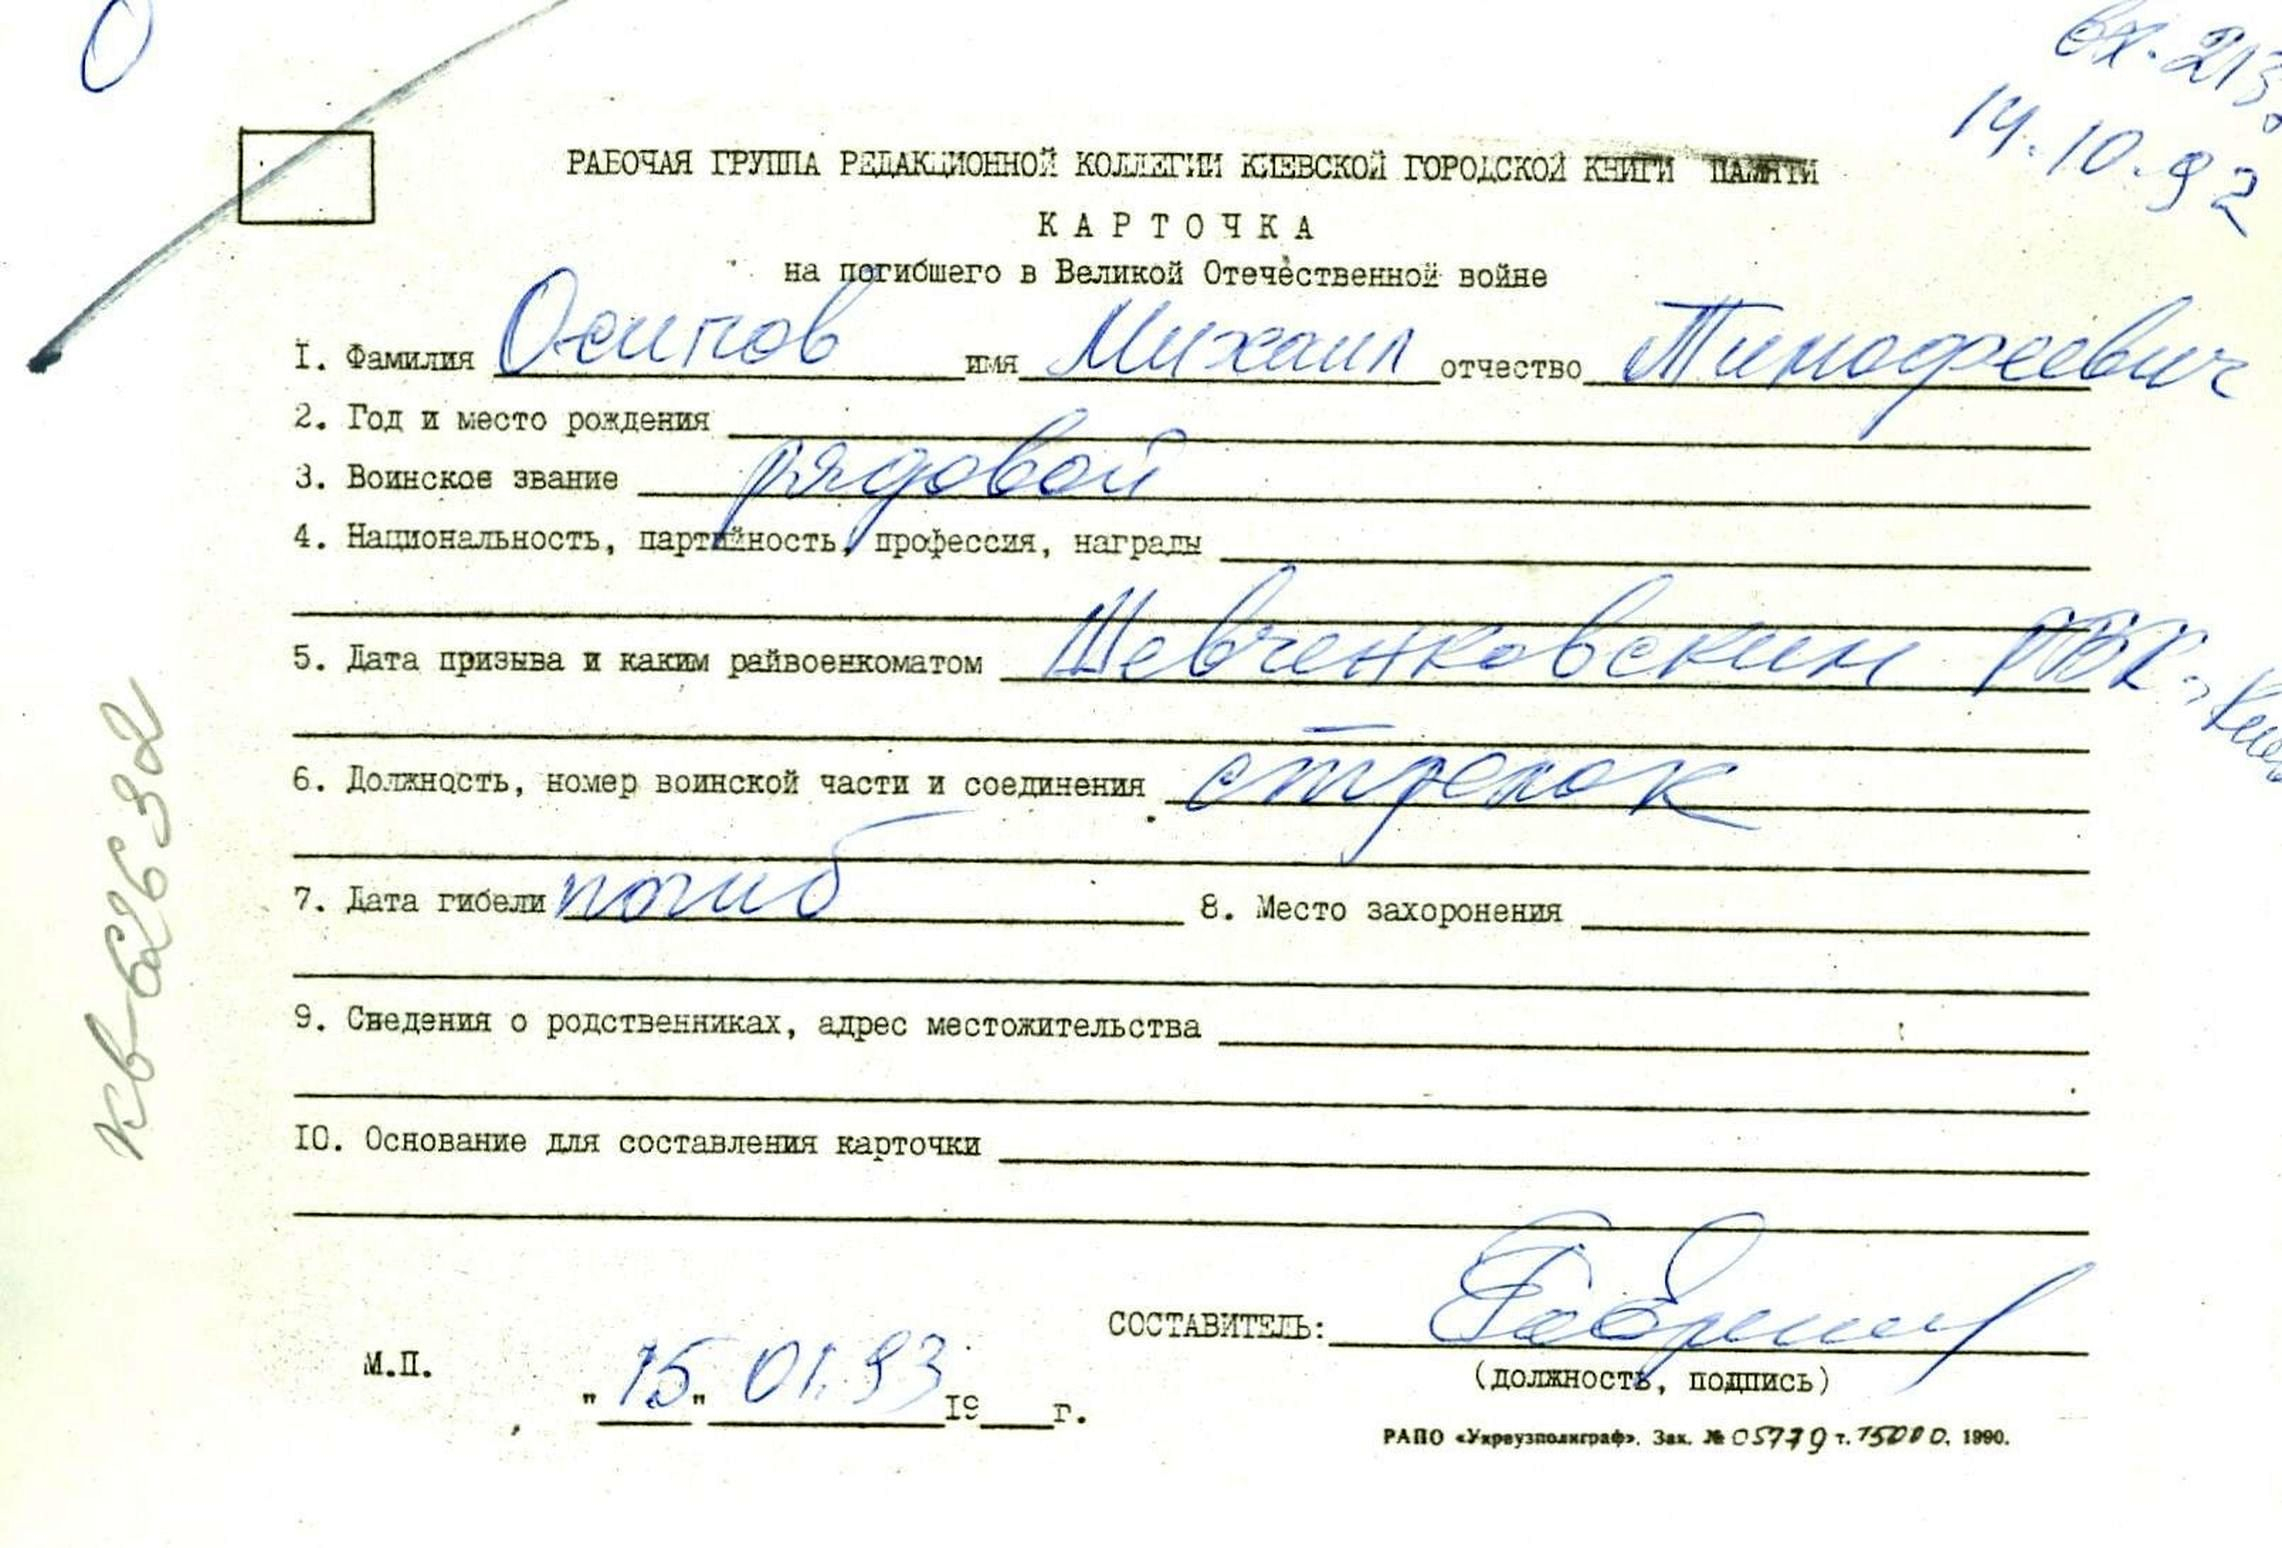 О
вх. 213
14.10.92
РАБОЧАЯ ГРУППА РЕДАКЦИОННОЙ КОЛЛЕГИИ КИЕВСКОЙ ГОРОДСКОЙ КНИГИ ПАМЯТИ
КАРТОЧКА
на погибшего в Великой Отечественной войне
1. Фамилия Осипов имя Михаил отчество Тимофеевич
2. Год и место рождения
3. Воинское звание рядовой
4. Национальность, партийность, профессия, награды
5. Дата призыва и каким райвоенкоматом Шевченковским РВК,
6. Должность, номер воинской части и соединения стрелок
7. Дата гибели погиб 8. Место захоронения
9. Сведения о родственниках, адрес местожительства
10. Основание для составления карточки
СОСТАВИТЕЛЬ:
(должность, подпись)
М.П.
"15" 01.93 19 г.
РАПО «Укрвузполиграф». Зак. № 05779 т. 15000. 1990.
кв-62632